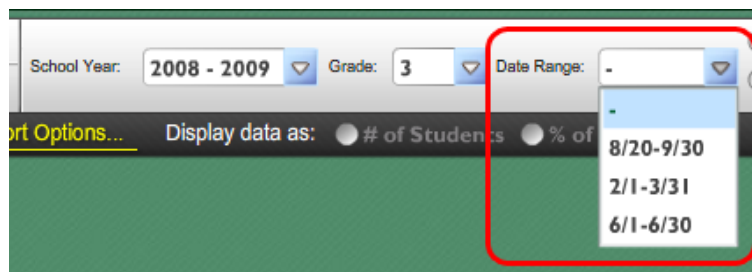 School Year: 2008 - 2009 Grade: 3 Date Range: -
-
ort Options... Display data as: # of Students % of
8/20-9/30
2/1-3/31
6/1-6/30